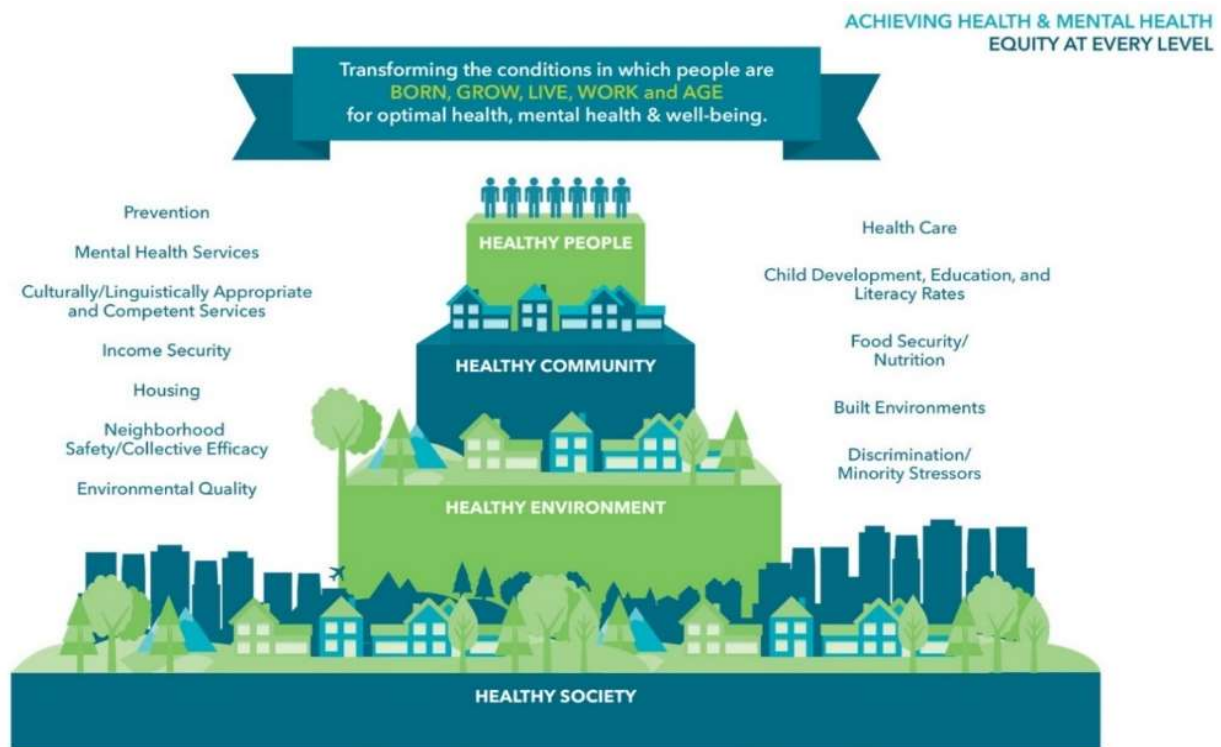 ACHIEVING HEALTH & MENTAL HEALTH
EQUITY AT EVERY LEVEL
Transforming the conditions in which people are
BORN, GROW, LIVE, WORK and AGE
for optimal health, mental health & well-being.
Prevention
Mental Health Services
Culturally/Linguistically Appropriate
and Competent Services
Income Security
Housing
Neighborhood
Safety/Collective Efficacy
Environmental Quality
HEALTHY PEOPLE
HEALTHY COMMUNITY
HEALTHY ENVIRONMENT
HEALTHY SOCIETY
Health Care
Child Development, Education, and
Literacy Rates
Food Security/
Nutrition
Built Environments
Discrimination/
Minority Stressors